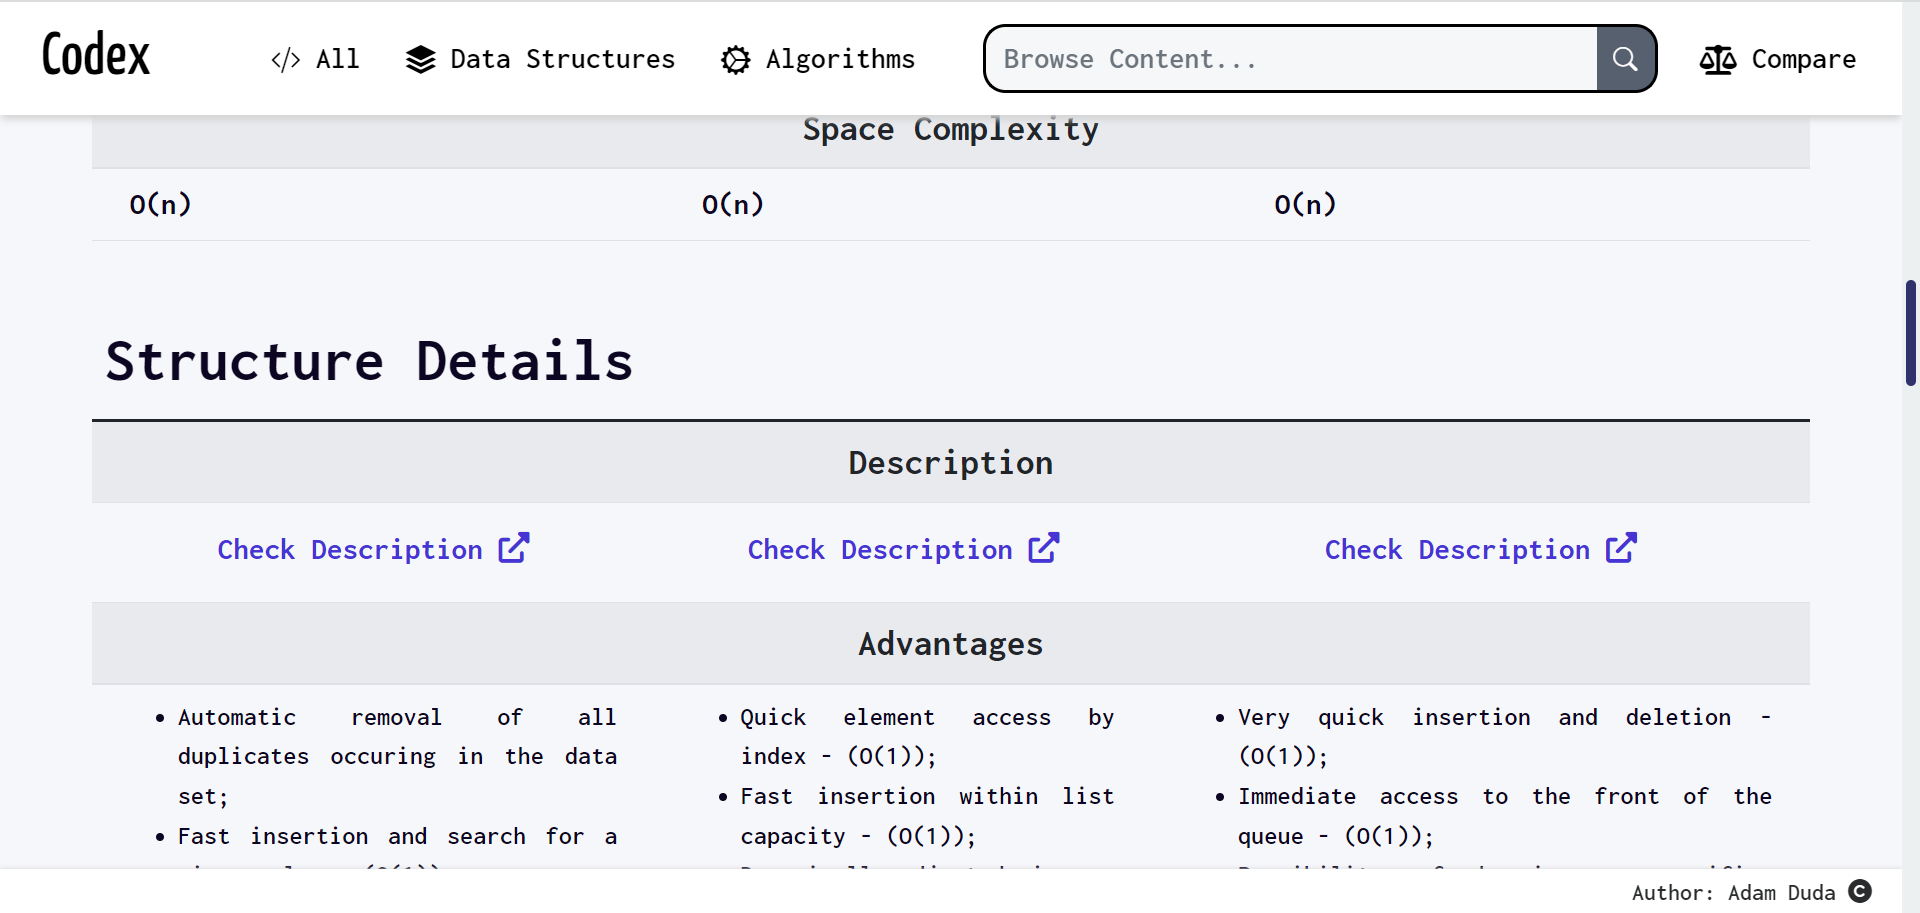 Codex
</> All
Data Structures
Algorithms
Browse Content...
Compare
Space Complexity
O(n) O(n) O(n)
Structure Details
Description
Check Description Check Description Check Description
Advantages
• Automatic removal of all
duplicates occuring in the data
set;
• Fast insertion and search for a
• Quick element access by
index - (O(1));
• Fast insertion within list
capacity - (O(1));
• Very quick insertion and deletion -
(O(1));
• Immediate access to the front of the
queue - (O(1));
Author: Adam Duda ©